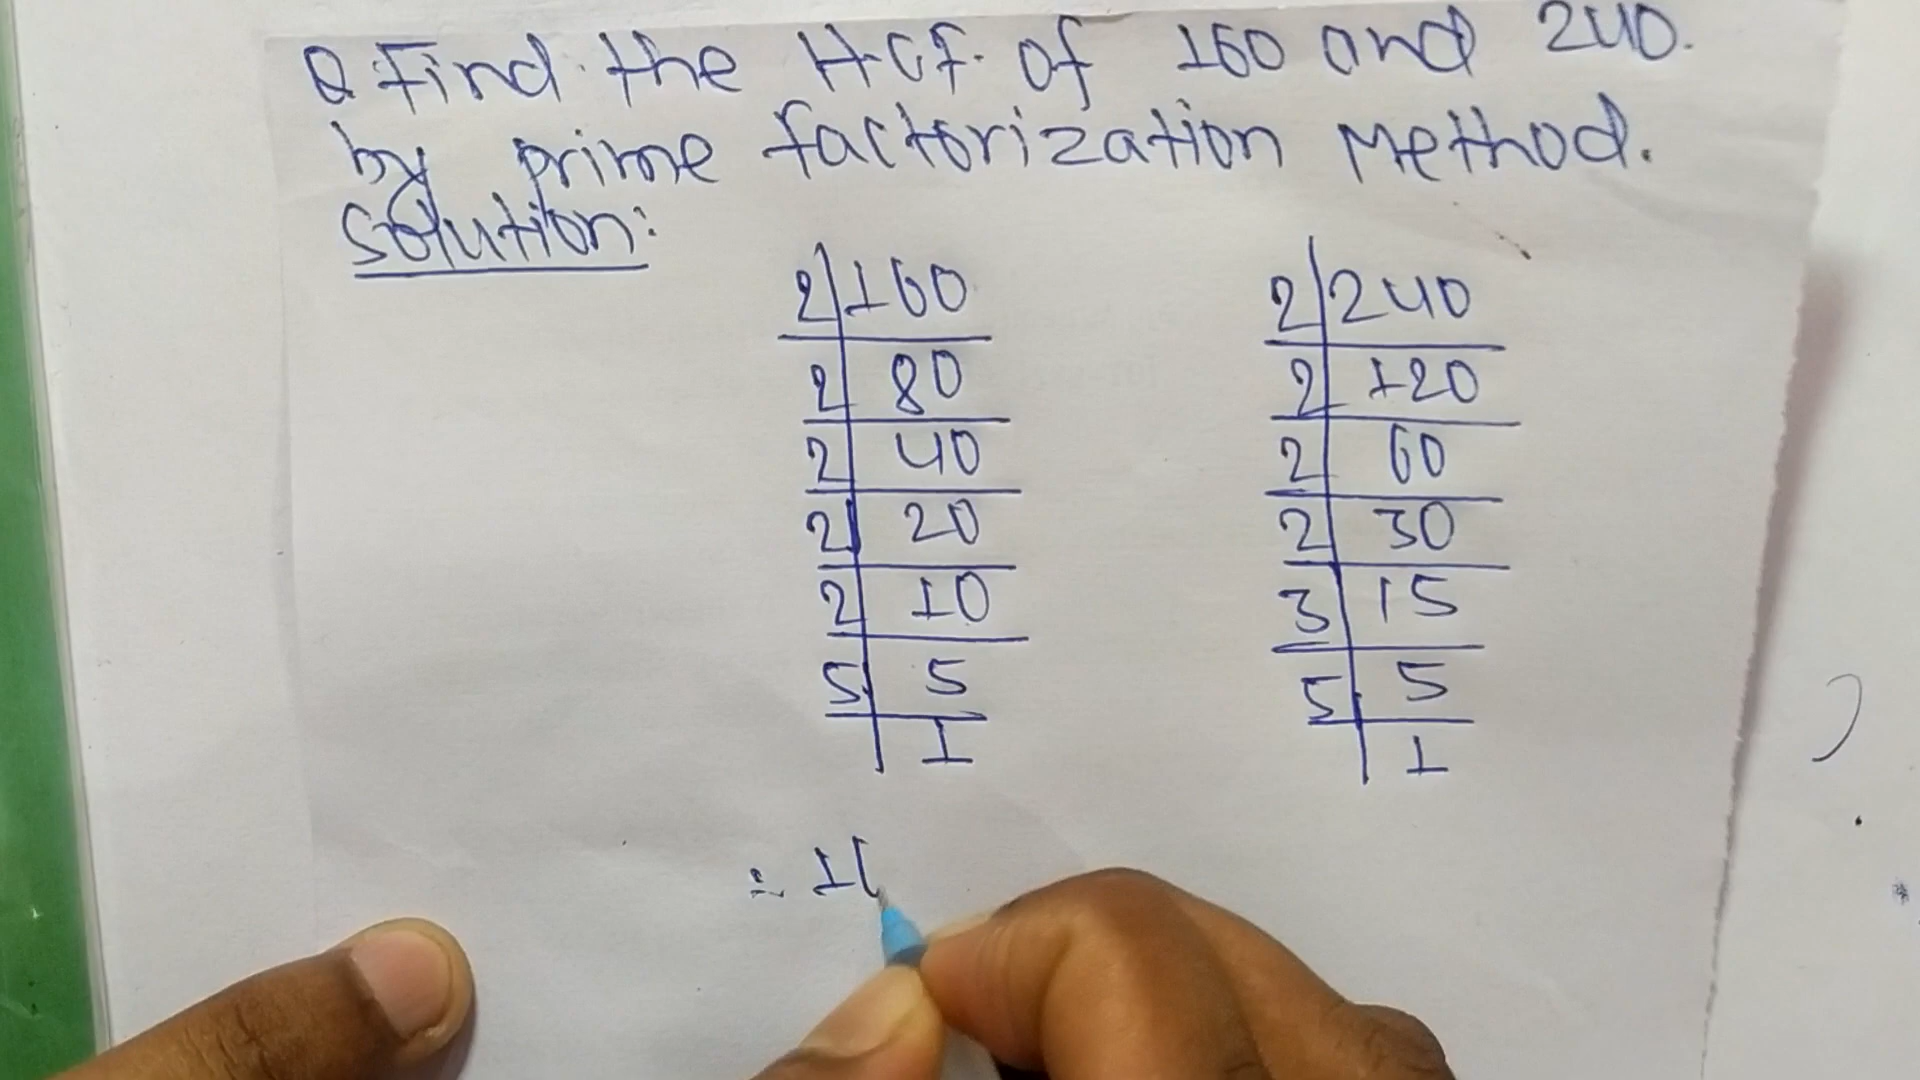 Q. Find the H.C.F. of 160 and 240.
by prime factorization Method.
Solution:
2 160 2 240
2 80 2 120
2 40 2 60
2 20 2 30
2 10 3 15
5 5 5 5
1 1
= 16